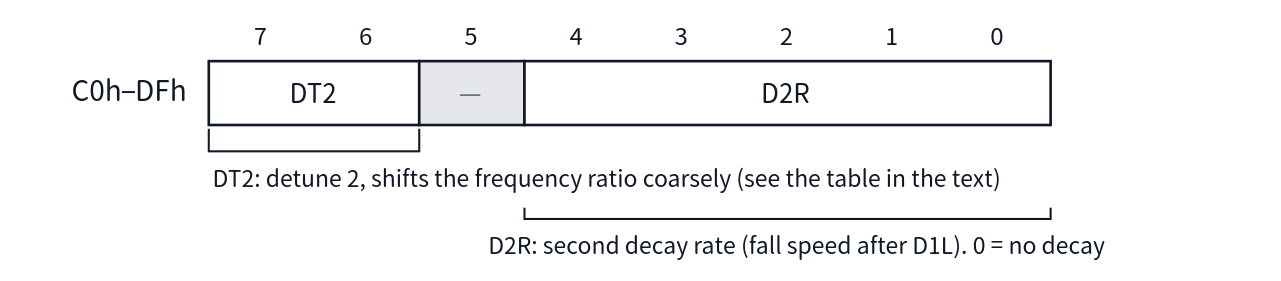 7 6 5 4 3 2 1 0
C0h–DFh DT2 — D2R
DT2: detune 2, shifts the frequency ratio coarsely (see the table in the text)
D2R: second decay rate (fall speed after D1L). 0 = no decay